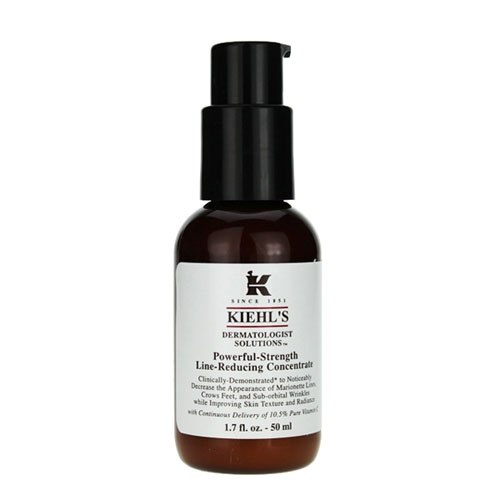 K
SINCE 1851
KIEHL'S
DERMATOLOGIST
SOLUTIONS™
Powerful-Strength
Line-Reducing Concentrate
Clinically-Demonstrated* to Noticeably
Decrease the Appearance of Marionette Lines,
Crows Feet, and Sub-orbital Wrinkles
while Improving Skin Texture and Radiance
with Continuous Delivery of 10.5% Pure Vitamin C
1.7 fl. oz. - 50 ml